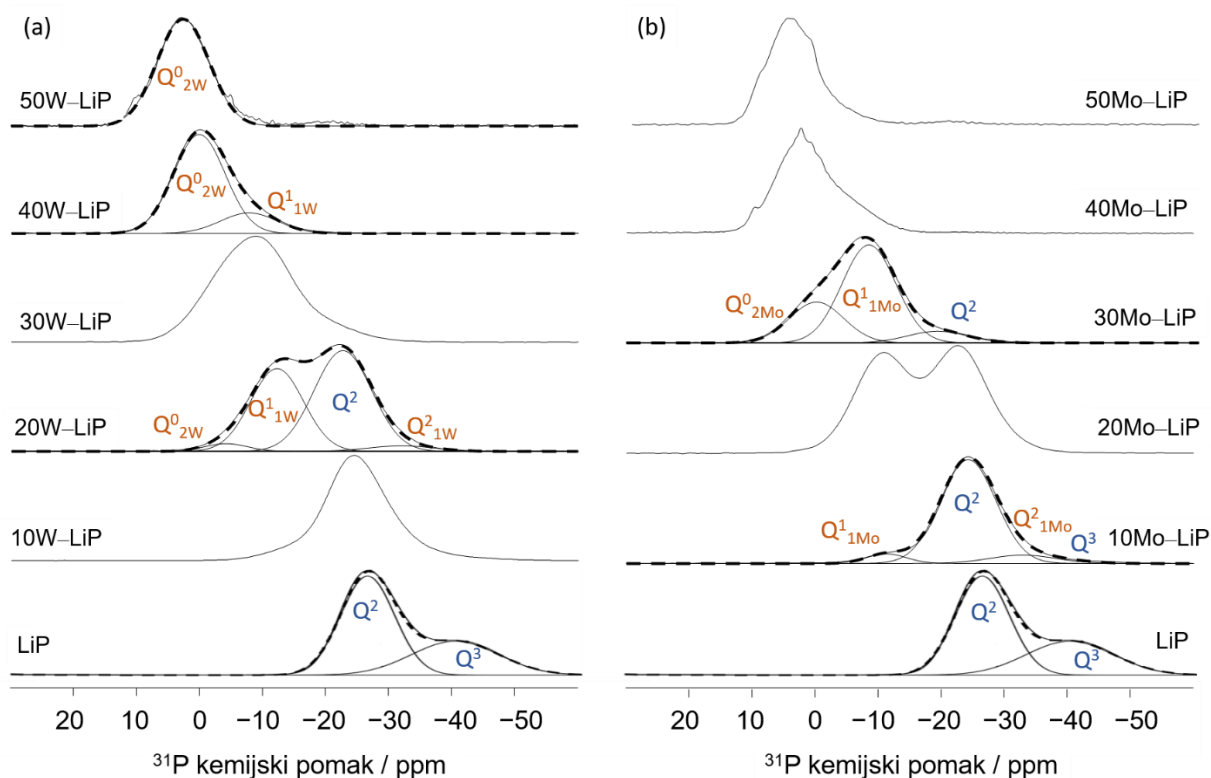 (a)
Q⁰₂W
50W–LiP
Q⁰₂W
Q¹₁W
40W–LiP
30W–LiP
Q⁰₂W
Q¹₁W
Q²
Q²₁W
20W–LiP
10W–LiP
Q²
Q³
LiP
20 10 0 −10 −20 −30 −40 −50
³¹P kemijski pomak / ppm
(b)
50Mo–LiP
40Mo–LiP
Q⁰₂Mo
Q¹₁Mo
Q²
30Mo–LiP
20Mo–LiP
Q¹₁Mo
Q²
Q²₁Mo
Q³
10Mo–LiP
Q²
Q³
LiP
20 10 0 −10 −20 −30 −40 −50
³¹P kemijski pomak / ppm